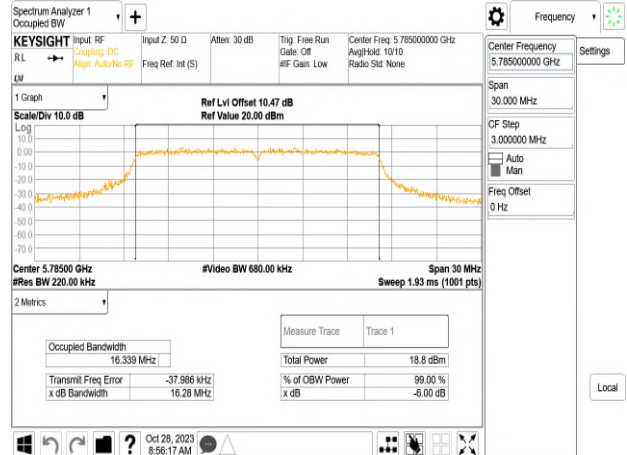 Spectrum Analyzer 1
Occupied BW
+
Frequency
KEYSIGHT
Input: RF
Input Z: 50 Ω
Atten: 30 dB
Trig: Free Run
Center Freq: 5.785000000 GHz
RL
Coupling: DC
Gate: Off
Avg|Hold: 10/10
Align: Auto/No RF
Freq Ref: Int (S)
#IF Gain: Low
Radio Std: None
Center Frequency
5.785000000 GHz
Settings
Span
30.000 MHz
CF Step
3.000000 MHz
Auto
Man
Freq Offset
0 Hz
Local
1 Graph
Ref Lvl Offset 10.47 dB
Scale/Div 10.0 dB
Ref Value 20.00 dBm
Log
10.0
0.00
-10.0
-20.0
-30.0
-40.0
-50.0
-60.0
-70.0
Center 5.78500 GHz
#Video BW 680.00 kHz
Span 30 MHz
#Res BW 220.00 kHz
Sweep 1.93 ms (1001 pts)
2 Metrics
Measure Trace
Trace 1
Occupied Bandwidth
16.339 MHz
Total Power
18.8 dBm
Transmit Freq Error
-37.986 kHz
% of OBW Power
99.00 %
x dB Bandwidth
16.28 MHz
x dB
-6.00 dB
?
Oct 28, 2023
8:56:17 AM